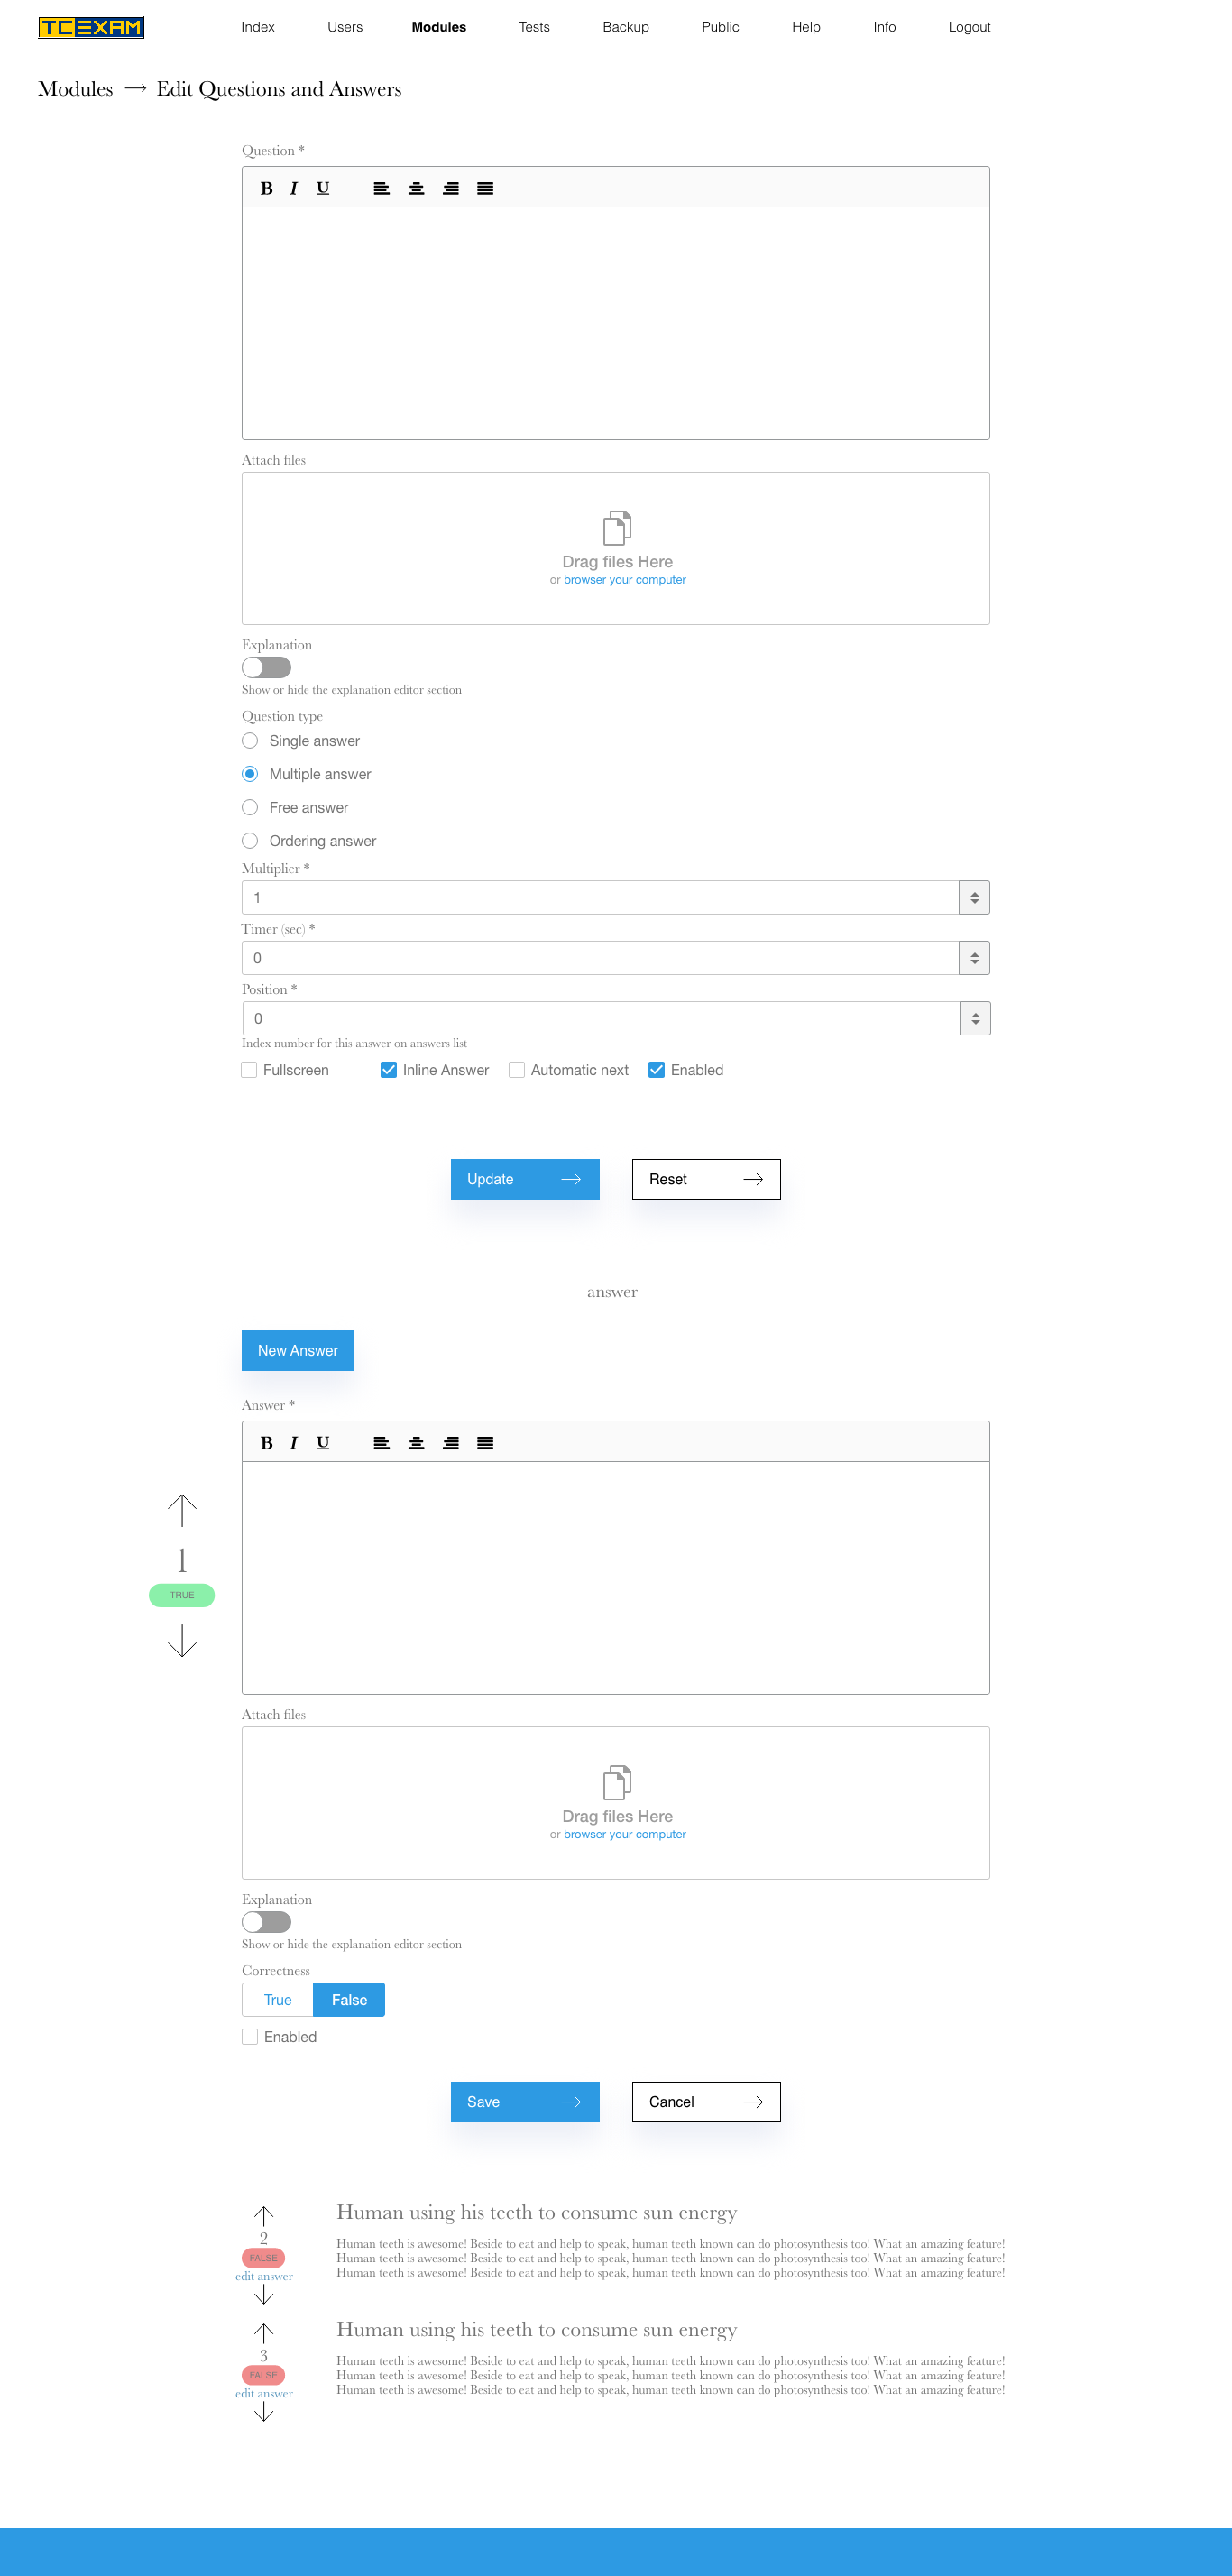 TCEXAM
Index Users Modules Tests Backup Public Help Info Logout
Modules → Edit Questions and Answers
Question *
B I U
Attach files
Drag files Here
or browser your computer
Explanation
Show or hide the explanation editor section
Question type
Single answer
Multiple answer
Free answer
Ordering answer
Multiplier *
1
Timer (sec) *
0
Position *
0
Index number for this answer on answers list
Fullscreen Inline Answer Automatic next Enabled
Update → Reset →
answer
New Answer
Answer *
B I U
1
TRUE
Attach files
Drag files Here
or browser your computer
Explanation
Show or hide the explanation editor section
Correctness
True False
Enabled
Save → Cancel →
Human using his teeth to consume sun energy
2
FALSE
edit answer
Human teeth is awesome! Beside to eat and help to speak, human teeth known can do photosynthesis too! What an amazing feature!
Human teeth is awesome! Beside to eat and help to speak, human teeth known can do photosynthesis too! What an amazing feature!
Human teeth is awesome! Beside to eat and help to speak, human teeth known can do photosynthesis too! What an amazing feature!
Human using his teeth to consume sun energy
3
FALSE
edit answer
Human teeth is awesome! Beside to eat and help to speak, human teeth known can do photosynthesis too! What an amazing feature!
Human teeth is awesome! Beside to eat and help to speak, human teeth known can do photosynthesis too! What an amazing feature!
Human teeth is awesome! Beside to eat and help to speak, human teeth known can do photosynthesis too! What an amazing feature!